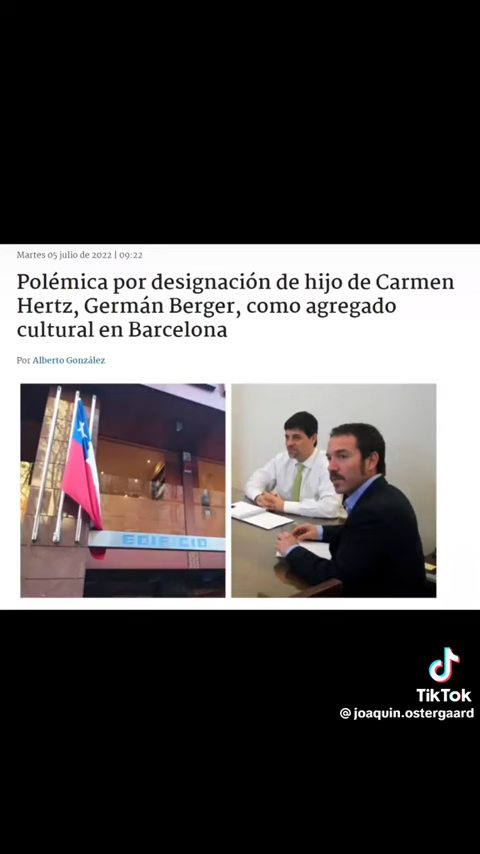 Martes 05 julio de 2022 | 09:22
Polémica por designación de hijo de Carmen
Hertz, Germán Berger, como agregado
cultural en Barcelona
Por Alberto González
EDIFICIO
TikTok
@joaquin.ostergaard